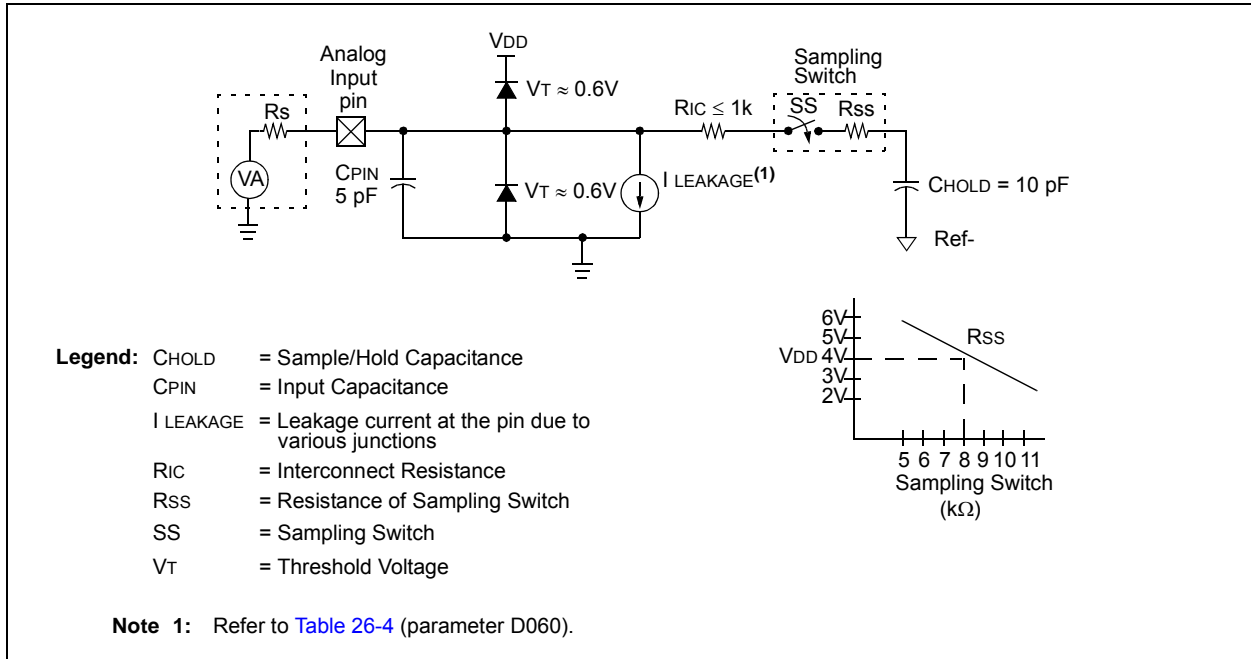 VDD
Analog
Input
pin
Sampling
Switch
VT ≈ 0.6V
Rs
RIC ≤ 1k
SS
Rss
CPIN
5 pF
VA
VT ≈ 0.6V
I LEAKAGE(1)
CHOLD = 10 pF
Ref-
6V
5V
VDD 4V
3V
2V
RSS
5 6 7 8 9 10 11
Sampling Switch
(kΩ)
Legend: CHOLD = Sample/Hold Capacitance
CPIN = Input Capacitance
I LEAKAGE = Leakage current at the pin due to
various junctions
RIC = Interconnect Resistance
RSS = Resistance of Sampling Switch
SS = Sampling Switch
VT = Threshold Voltage
Note 1: Refer to Table 26-4 (parameter D060).